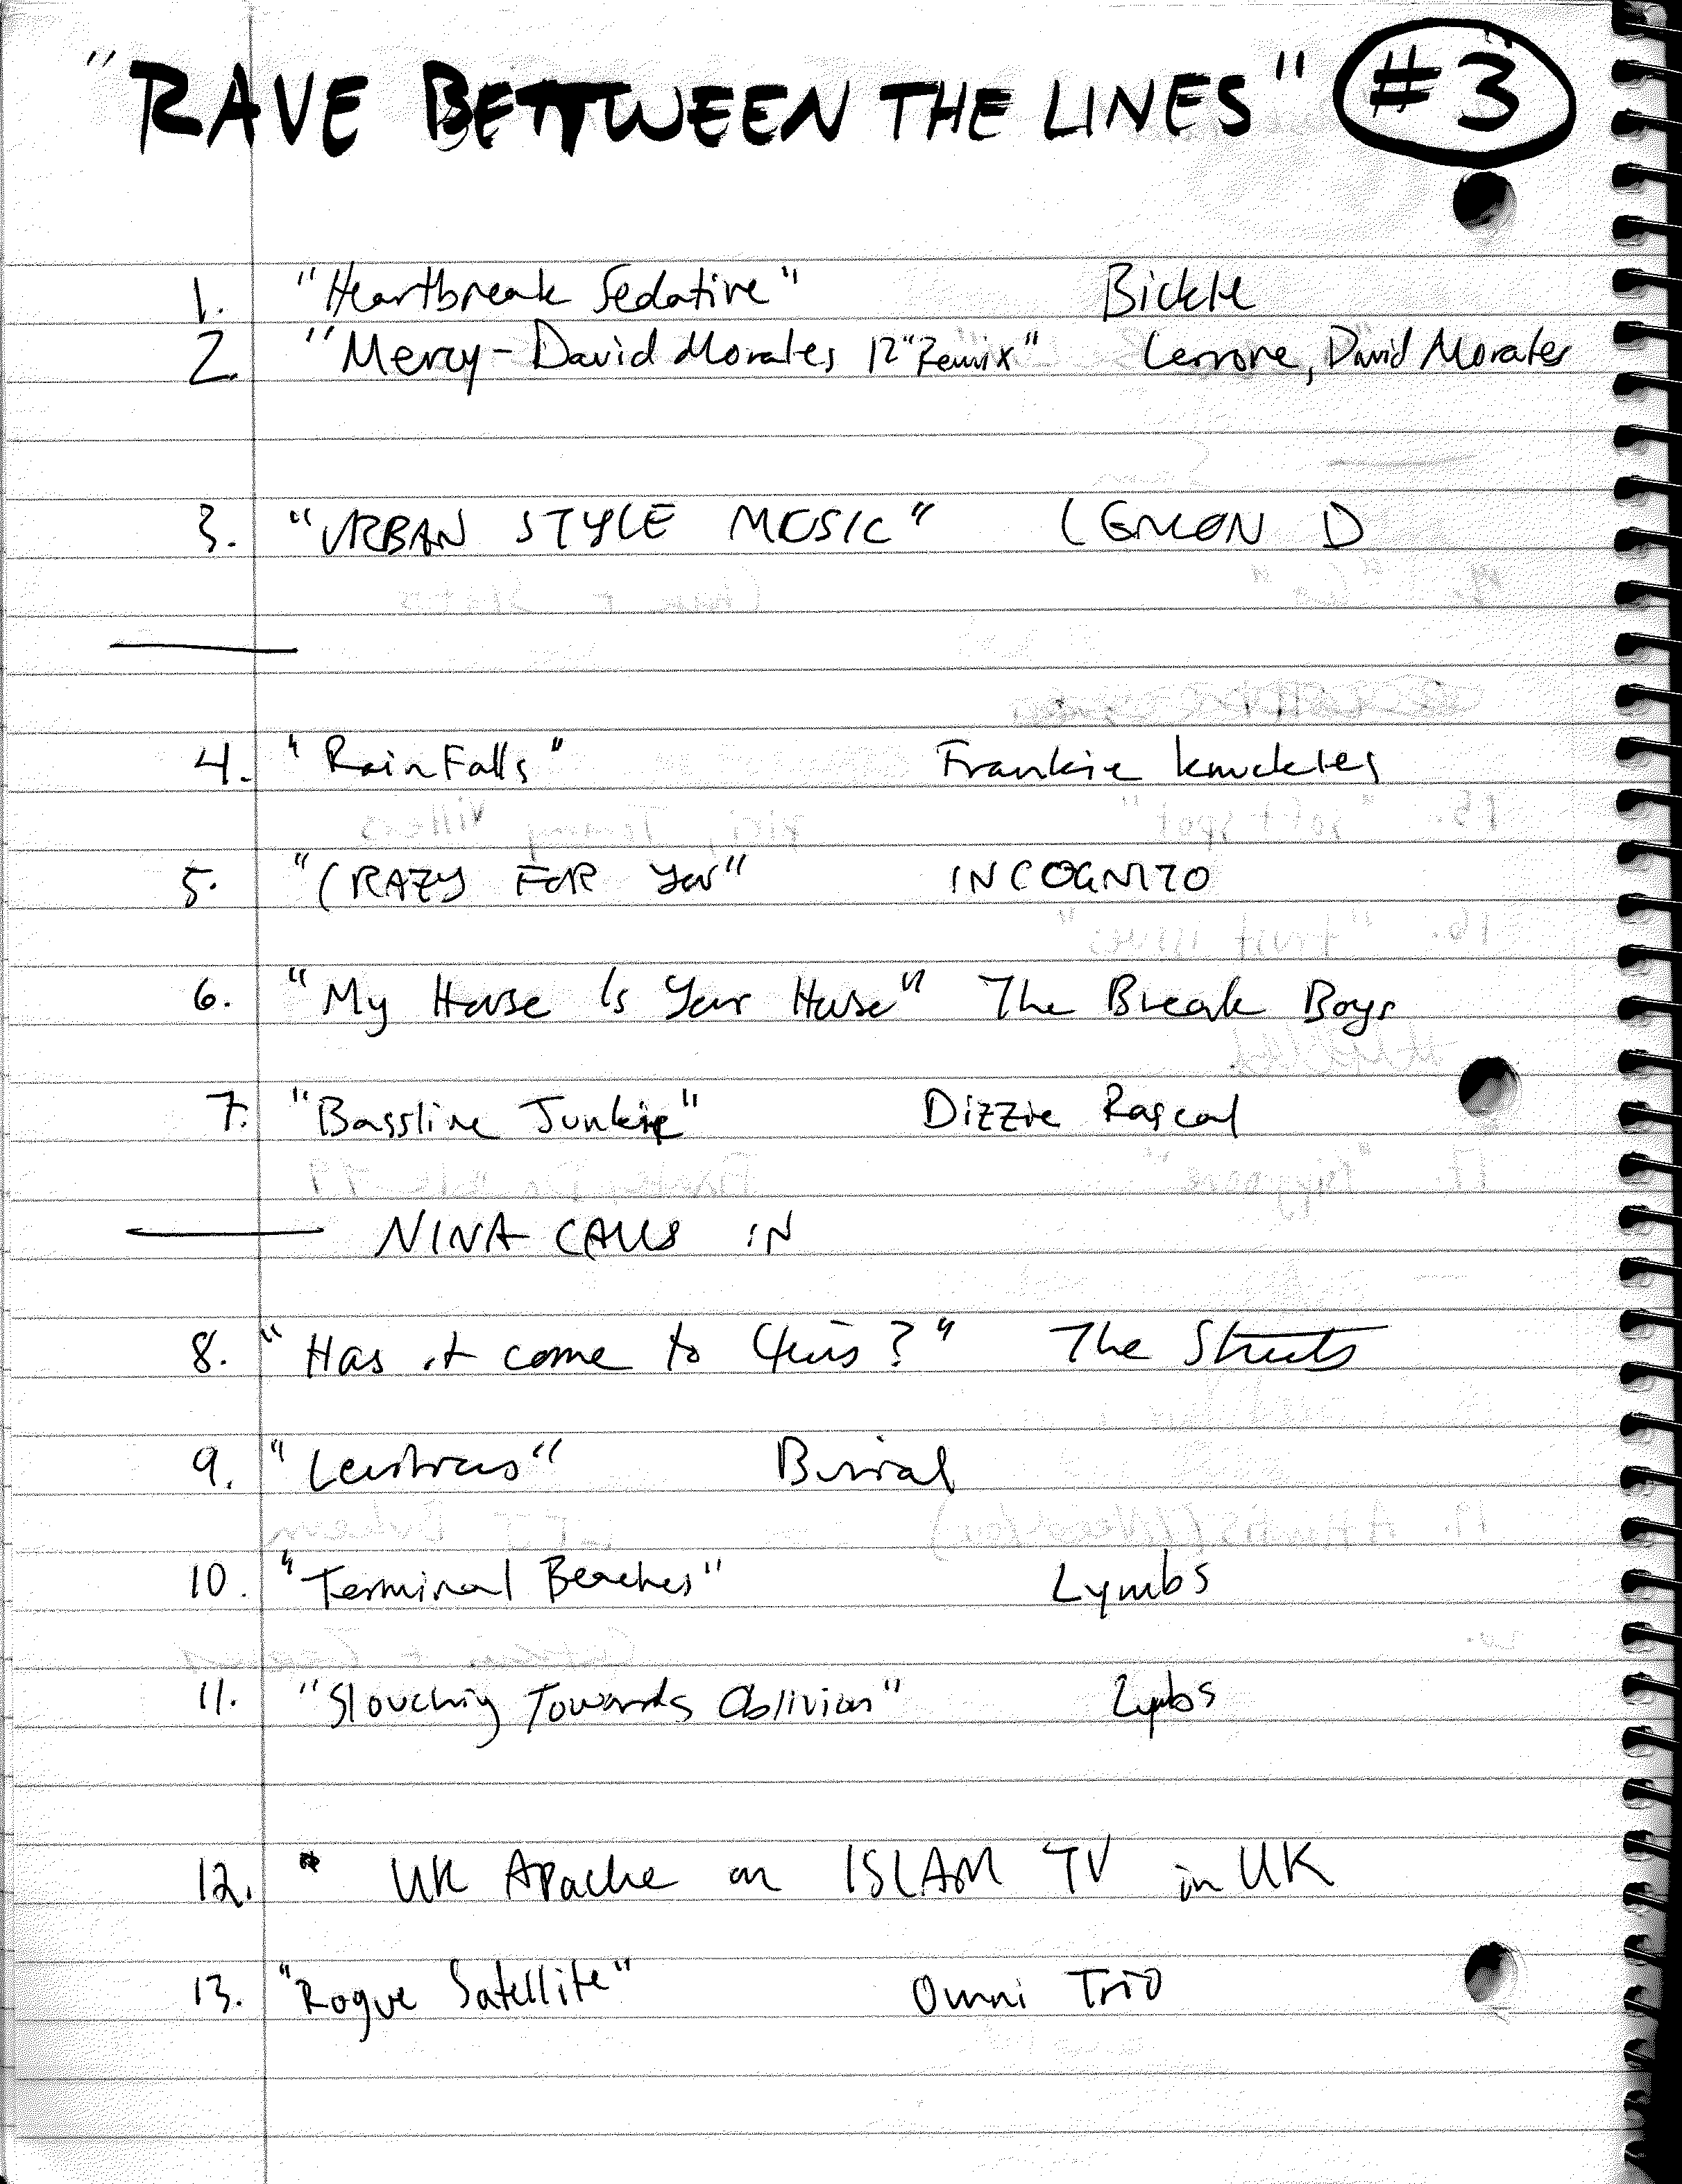 "RAVE BETWEEN THE LINES" #3
1. "Heartbreak Sedative" Bickle
2. "Mercy - David Morales 12" Remix" Cerrone, David Morales
3. "URBAN STYLE MUSIC" LEMON D
4. "Rain Falls" Frankie Knuckles
5. "CRAZY FOR You" INCOGNITO
6. "My House Is Your House" The Break Boys
7. "Bassline Junkie" Dizzie Rascal
NINA CALLS IN
8. "Has it come to this?" The Streets
9. Burial
10. "Terminal Beaches" Lymbs
11. "Slouching Towards Oblivion" Lymbs
12. " UK Apache on ISLAM TV in UK
13. "Rogue Satellite" Omni Trio